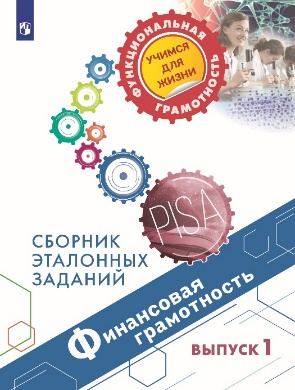 ФУНКЦИОНАЛЬНАЯ
УЧИМСЯ ДЛЯ
ЖИЗНИ
ГРАМОТНОСТЬ
PISA
СБОРНИК
ЭТАЛОННЫХ
ЗАДАНИЙ
Финансовая
грамотность
ВЫПУСК 1